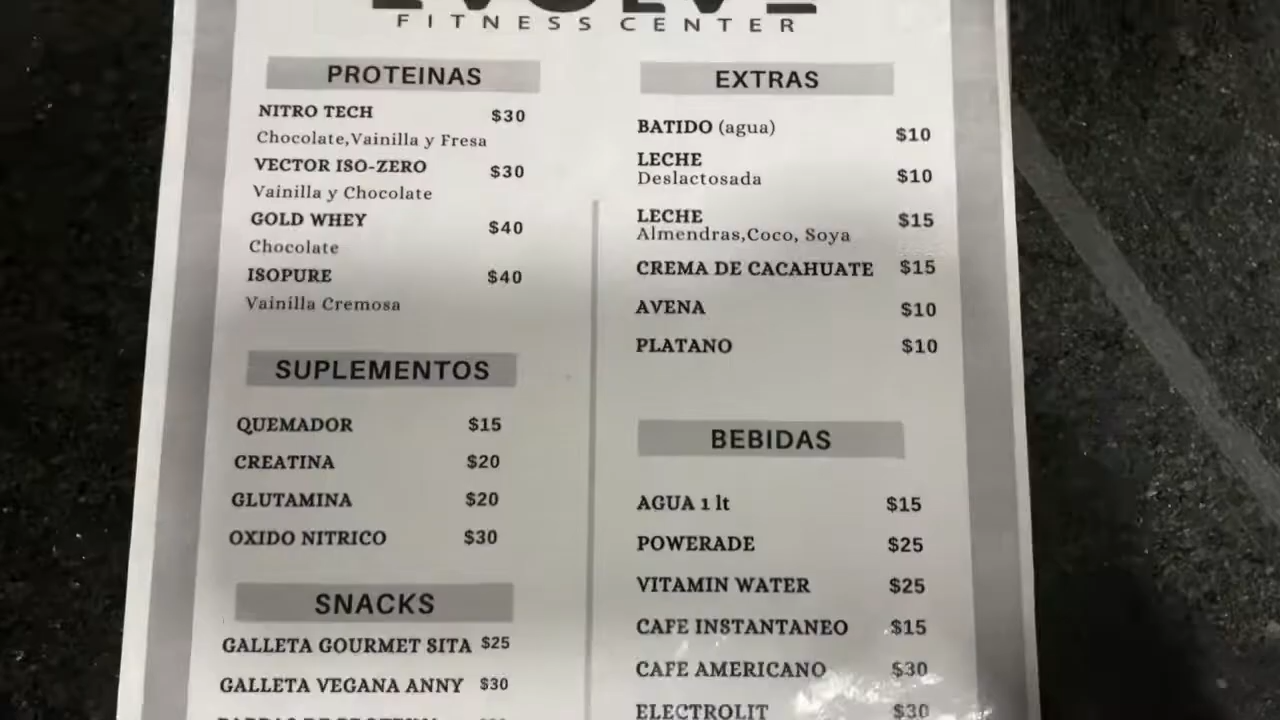 EVOLVE
FITNESS CENTER
PROTEINAS
NITRO TECH $30
Chocolate,Vainilla y Fresa
VECTOR ISO-ZERO $30
Vainilla y Chocolate
GOLD WHEY $40
Chocolate
ISOPURE $40
Vainilla Cremosa
SUPLEMENTOS
QUEMADOR $15
CREATINA $20
GLUTAMINA $20
OXIDO NITRICO $30
SNACKS
GALLETA GOURMET SITA $25
GALLETA VEGANA ANNY $30
EXTRAS
BATIDO (agua) $10
LECHE
Deslactosada $10
LECHE $15
Almendras,Coco, Soya
CREMA DE CACAHUATE $15
AVENA $10
PLATANO $10
BEBIDAS
AGUA 1 lt $15
POWERADE $25
VITAMIN WATER $25
CAFE INSTANTANEO $15
CAFE AMERICANO $30
ELECTROLIT $30